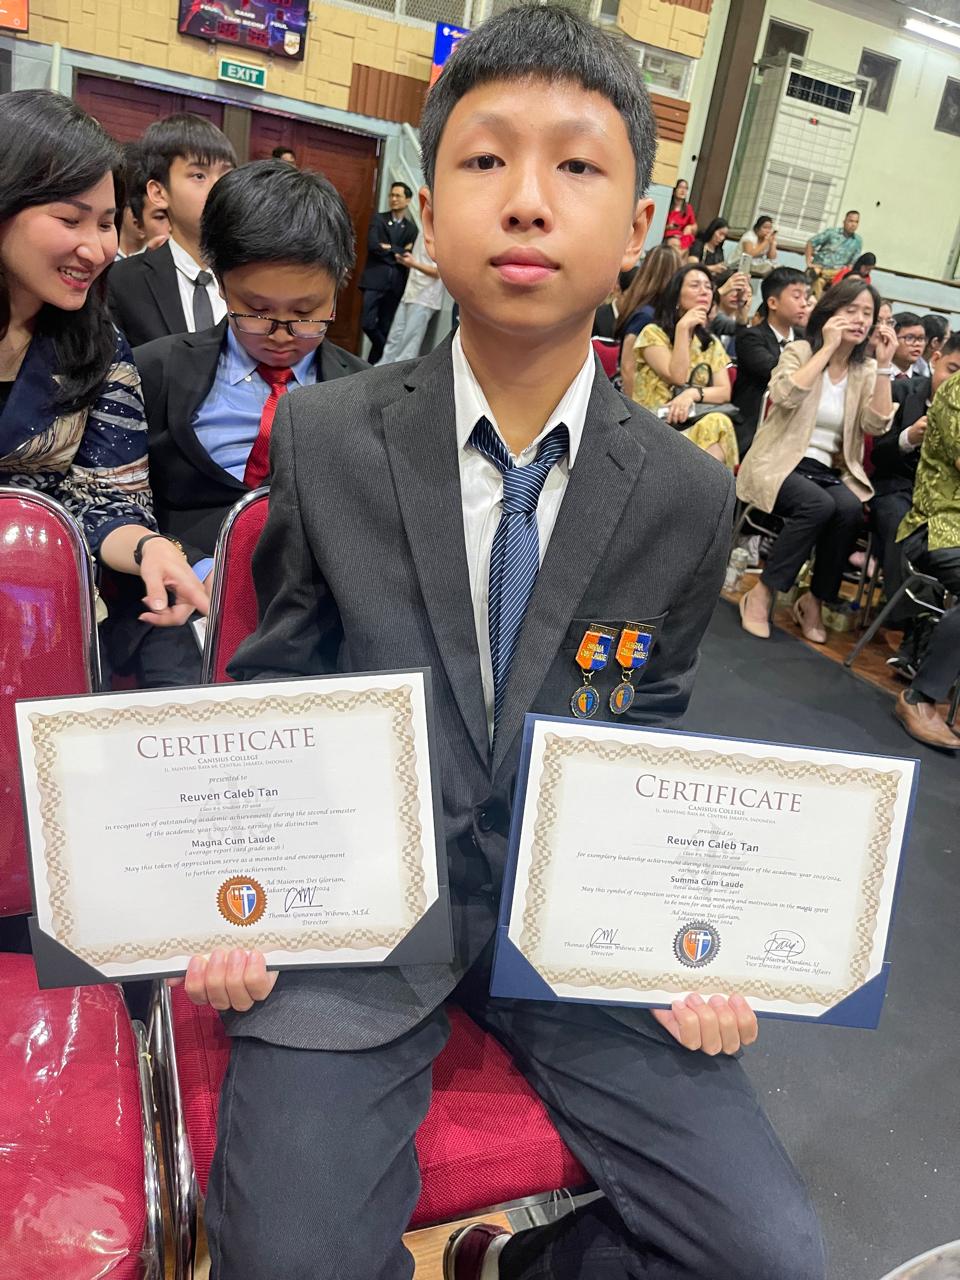 EXIT
SUMMA
CUM LAUDE
MAGNA
CUM LAUDE
CERTIFICATE
CANISIUS COLLEGE
JL. MENTENG RAYA 64, CENTRAL JAKARTA, INDONESIA
presented to
Reuven Caleb Tan
In recognition of outstanding academic achievements during the second semester
of the academic year 2023/2024, earning the distinction
Magna Cum Laude
May this token of appreciation serve as a memento and encouragement
to further enhance achievements.
Ad Maiorem Dei Gloriam,
Thomas Gunawan Wibowo, M.Ed.
Director
CERTIFICATE
CANISIUS COLLEGE
JL. MENTENG RAYA 64, CENTRAL JAKARTA, INDONESIA
presented to
Reuven Caleb Tan
for exemplary leadership achievement during the second semester of the academic year 2023/2024,
earning the distinction
Summa Cum Laude
May this symbol of recognition serve as a lasting memory and motivation in the magis spirit
to be men for and with others.
Ad Maiorem Dei Gloriam,
Thomas Gunawan Wibowo, M.Ed.
Director
Vice Director of Student Affairs